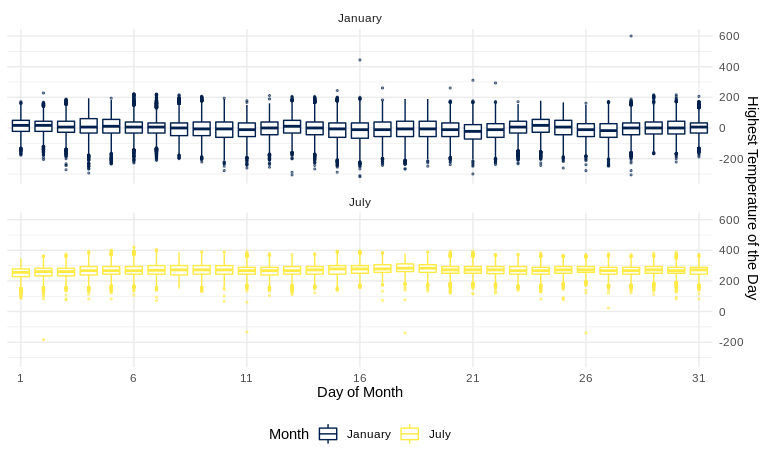 January
600
400
200
0
-200
July
600
400
200
0
-200
1 6 11 16 21 26 31
Day of Month
Highest Temperature of the Day
Month January July